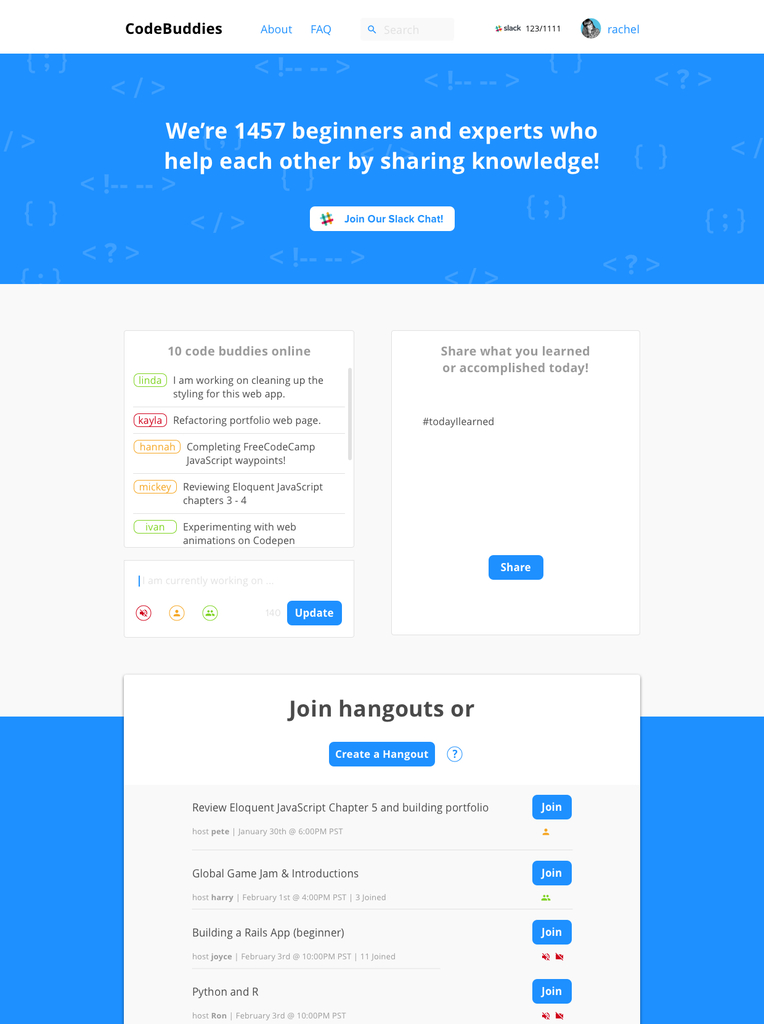 CodeBuddies
About
FAQ
Search
slack 123/1111
rachel
{ ; }
< !-- -- >
{ }
< / >
< !-- -- >
< ? >
We're 1457 beginners and experts who
help each other by sharing knowledge!
< / >
{ ; }
< / >
{ }
< /
< !-- -- >
{ }
{ }
< / >
Join Our Slack Chat!
{ ; }
{ ; }
< ? >
< !-- -- >
< ? >
{ ; }
< / >
10 code buddies online
linda I am working on cleaning up the
styling for this web app.
kayla Refactoring portfolio web page.
hannah Completing FreeCodeCamp
JavaScript waypoints!
mickey Reviewing Eloquent JavaScript
chapters 3 - 4
ivan Experimenting with web
animations on Codepen
I am currently working on ...
140
Update
Share what you learned
or accomplished today!
#todayIlearned
Share
Join hangouts or
Create a Hangout ?
Review Eloquent JavaScript Chapter 5 and building portfolio
Join
host pete | January 30th @ 6:00PM PST
Global Game Jam & Introductions
Join
host harry | February 1st @ 4:00PM PST | 3 Joined
Building a Rails App (beginner)
Join
host joyce | February 3rd @ 10:00PM PST | 11 Joined
Python and R
Join
host Ron | February 3rd @ 10:00PM PST